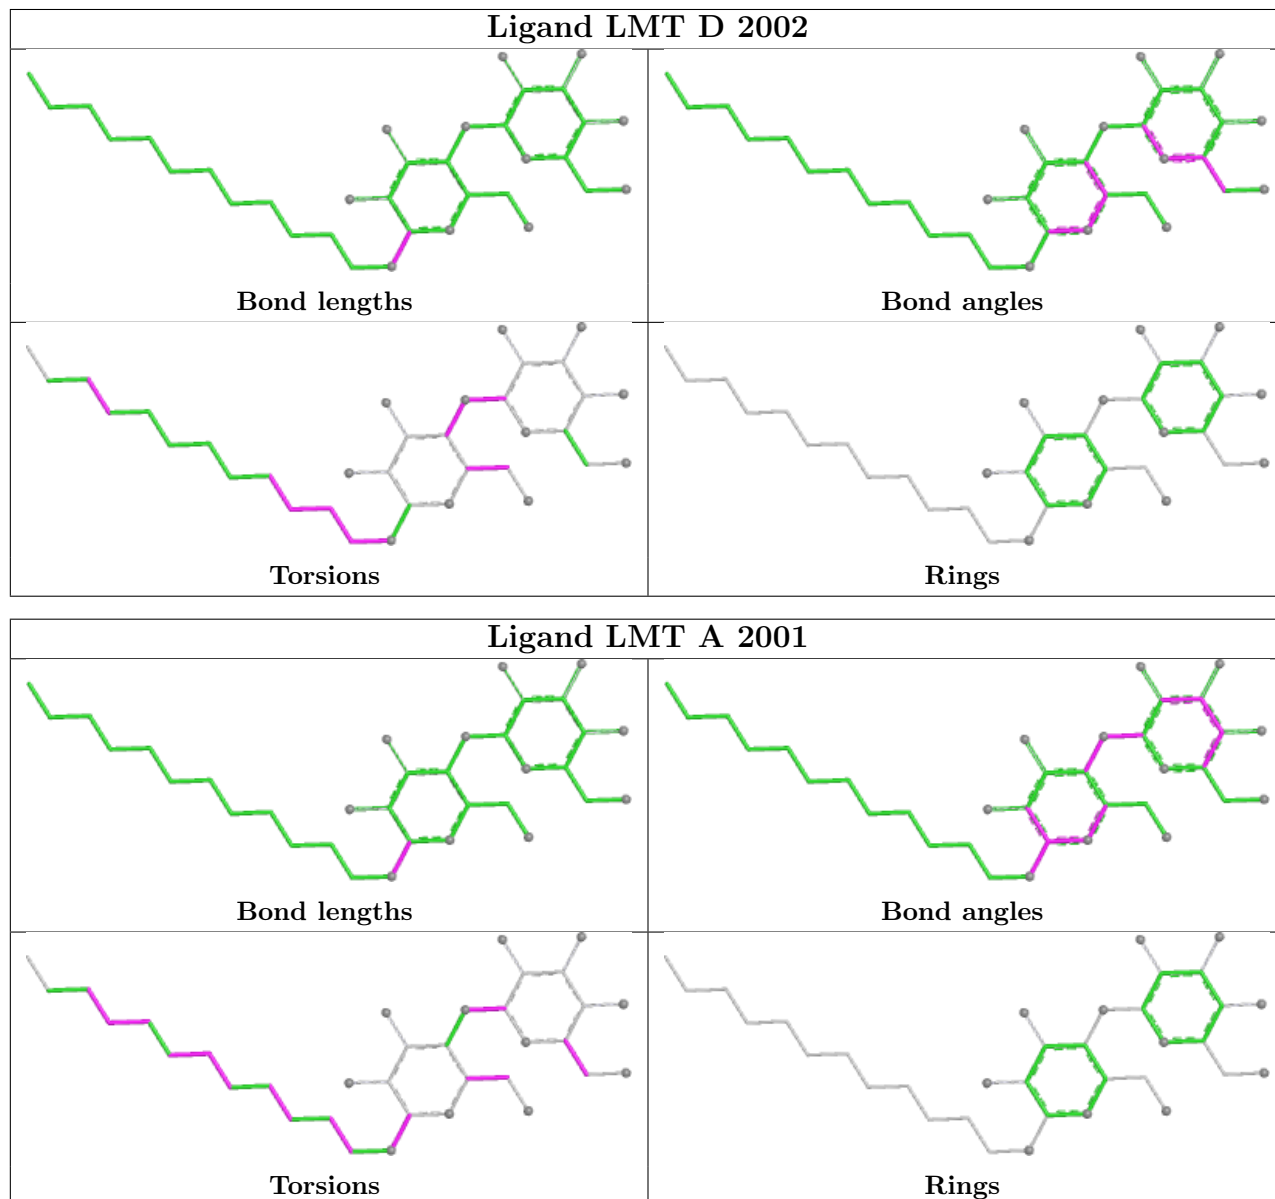 Ligand LMT D 2002
Bond lengths
Bond angles
Torsions
Rings
Ligand LMT A 2001
Bond lengths
Bond angles
Torsions
Rings